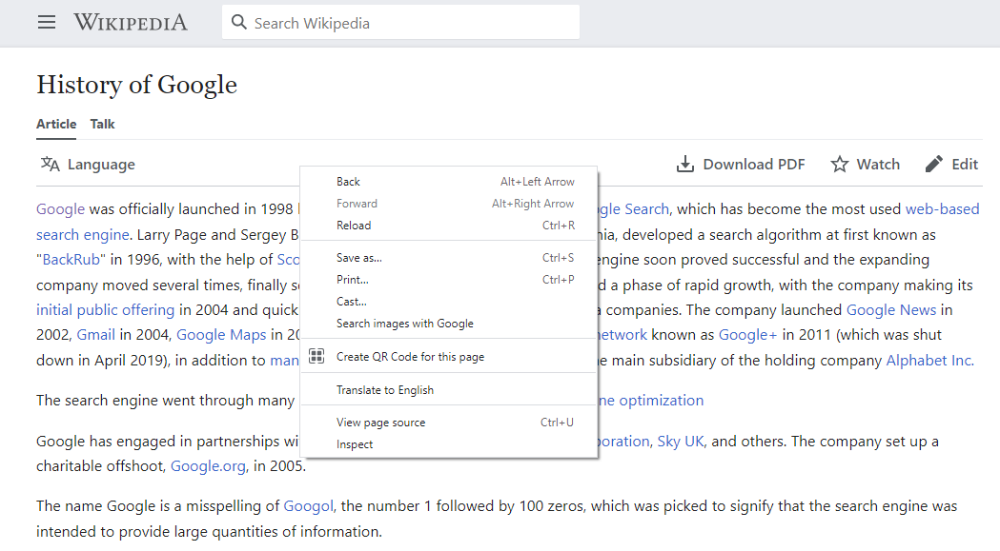 WIKIPEDIA
Search Wikipedia
History of Google
Article Talk
Language
Download PDF Watch Edit
Google was officially launched in 1998
gle Search, which has become the most used web-based
search engine. Larry Page and Sergey B
nia, developed a search algorithm at first known as
"BackRub" in 1996, with the help of Sco
engine soon proved successful and the expanding
company moved several times, finally s
d a phase of rapid growth, with the company making its
initial public offering in 2004 and quick
a companies. The company launched Google News in
2002, Gmail in 2004, Google Maps in 20
network known as Google+ in 2011 (which was shut
down in April 2019), in addition to man
e main subsidiary of the holding company Alphabet Inc.
The search engine went through many
ne optimization
Google has engaged in partnerships wi
poration, Sky UK, and others. The company set up a
charitable offshoot, Google.org, in 2005.
The name Google is a misspelling of Googol, the number 1 followed by 100 zeros, which was picked to signify that the search engine was
intended to provide large quantities of information.
Back Alt+Left Arrow
Forward Alt+Right Arrow
Reload Ctrl+R
Save as... Ctrl+S
Print... Ctrl+P
Cast...
Search images with Google
Create QR Code for this page
Translate to English
View page source Ctrl+U
Inspect